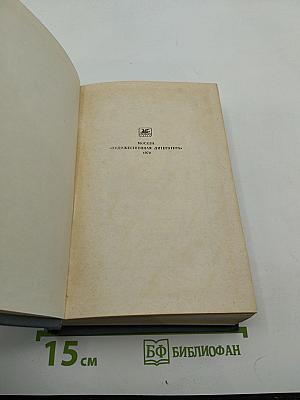 МОСКВА
«ХУДОЖЕСТВЕННАЯ ЛИТЕРАТУРА»
15 см
БФ БИБЛИОФАН